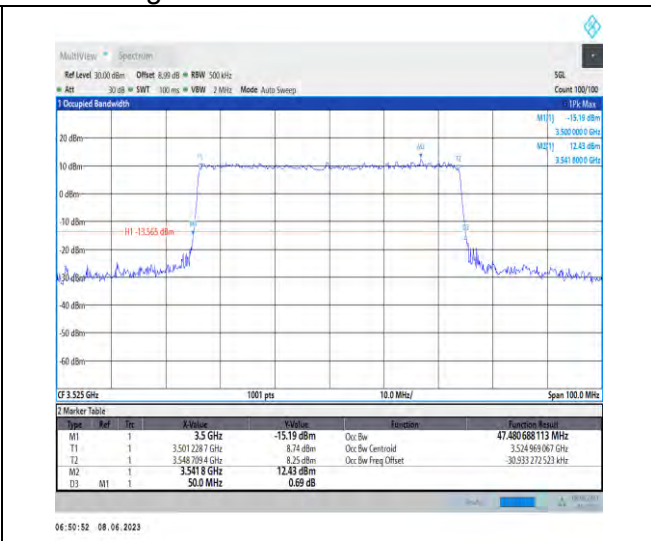 MultiView Spectrum
Ref Level 30.00 dBm Offset 8.99 dB RBW 500 kHz SGL
Att 30 dB SWT 100 ms VBW 2 MHz Mode Auto Sweep Count 100/100
1 Occupied Bandwidth 1Pk Max
M1[1] -15.19 dBm
3.500 000 0 GHz
M2[1] 12.43 dBm
3.541 800 0 GHz
20 dBm
M2
T1 T2
10 dBm
0 dBm
-10 dBm
M1
H1 -13.565 dBm
D3
-20 dBm
-30 dBm
-40 dBm
-50 dBm
-60 dBm
CF 3.525 GHz 1001 pts 10.0 MHz/ Span 100.0 MHz
2 Marker Table
Type Ref Trc X-Value Y-Value Function Function Result
M1 1 3.5 GHz -15.19 dBm Occ Bw 47.480 688 113 MHz
T1 1 3.501 228 7 GHz 8.74 dBm Occ Bw Centroid 3.524 969 067 GHz
T2 1 3.548 709 4 GHz 8.25 dBm Occ Bw Freq Offset -30.933 272 523 kHz
M2 1 3.541 8 GHz 12.43 dBm
D3 M1 1 50.0 MHz 0.69 dB
06:50:52 08.06.2023